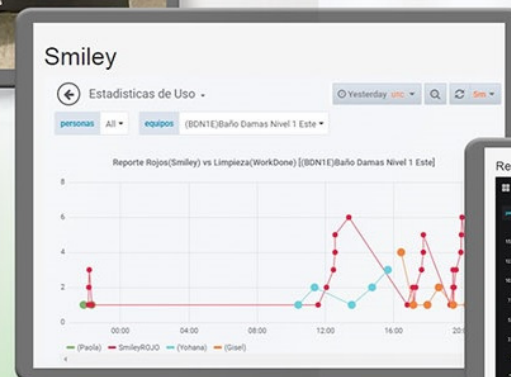 Smiley
Estadisticas de Uso
Yesterday UTC
5m
personas All equipos (BDN1E)Baño Damas Nivel 1 Este
Reporte Rojos(Smiley) vs Limpieza(WorkDone) [(BDN1E)Baño Damas Nivel 1 Este]
8
6
4
2
0
00:00 04:00 08:00 12:00 16:00 20:
(Paola) SmileyROJO (Yohana) (Gisel)
Re